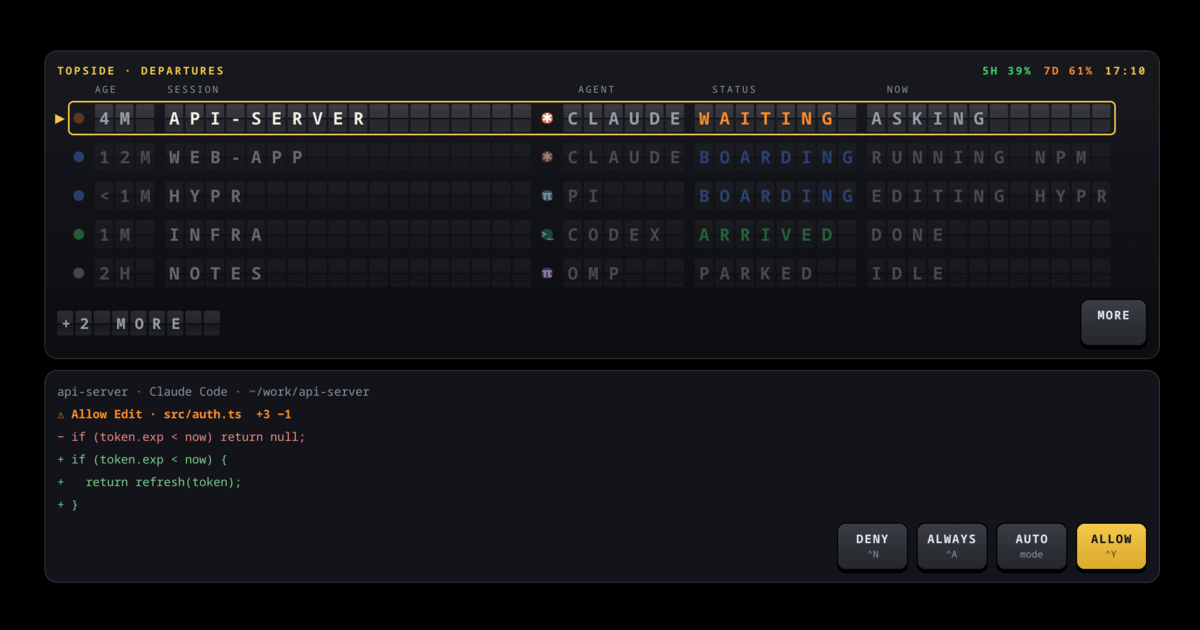 TOPSIDE · DEPARTURES 5H 39% 7D 61% 17:10
AGE SESSION AGENT STATUS NOW
▶ 4M API-SERVER CLAUDE WAITING ASKING
12M WEB-APP CLAUDE BOARDING RUNNING NPM
<1M HYPR π PI BOARDING EDITING HYPR
1M INFRA >_ CODEX ARRIVED DONE
2H NOTES π OMP PARKED IDLE
+2 MORE MORE
api-server · Claude Code · ~/work/api-server
⚠ Allow Edit · src/auth.ts +3 −1
− if (token.exp < now) return null;
+ if (token.exp < now) {
+   return refresh(token);
+ }
DENY ALWAYS AUTO ALLOW
^N ^A mode ^Y